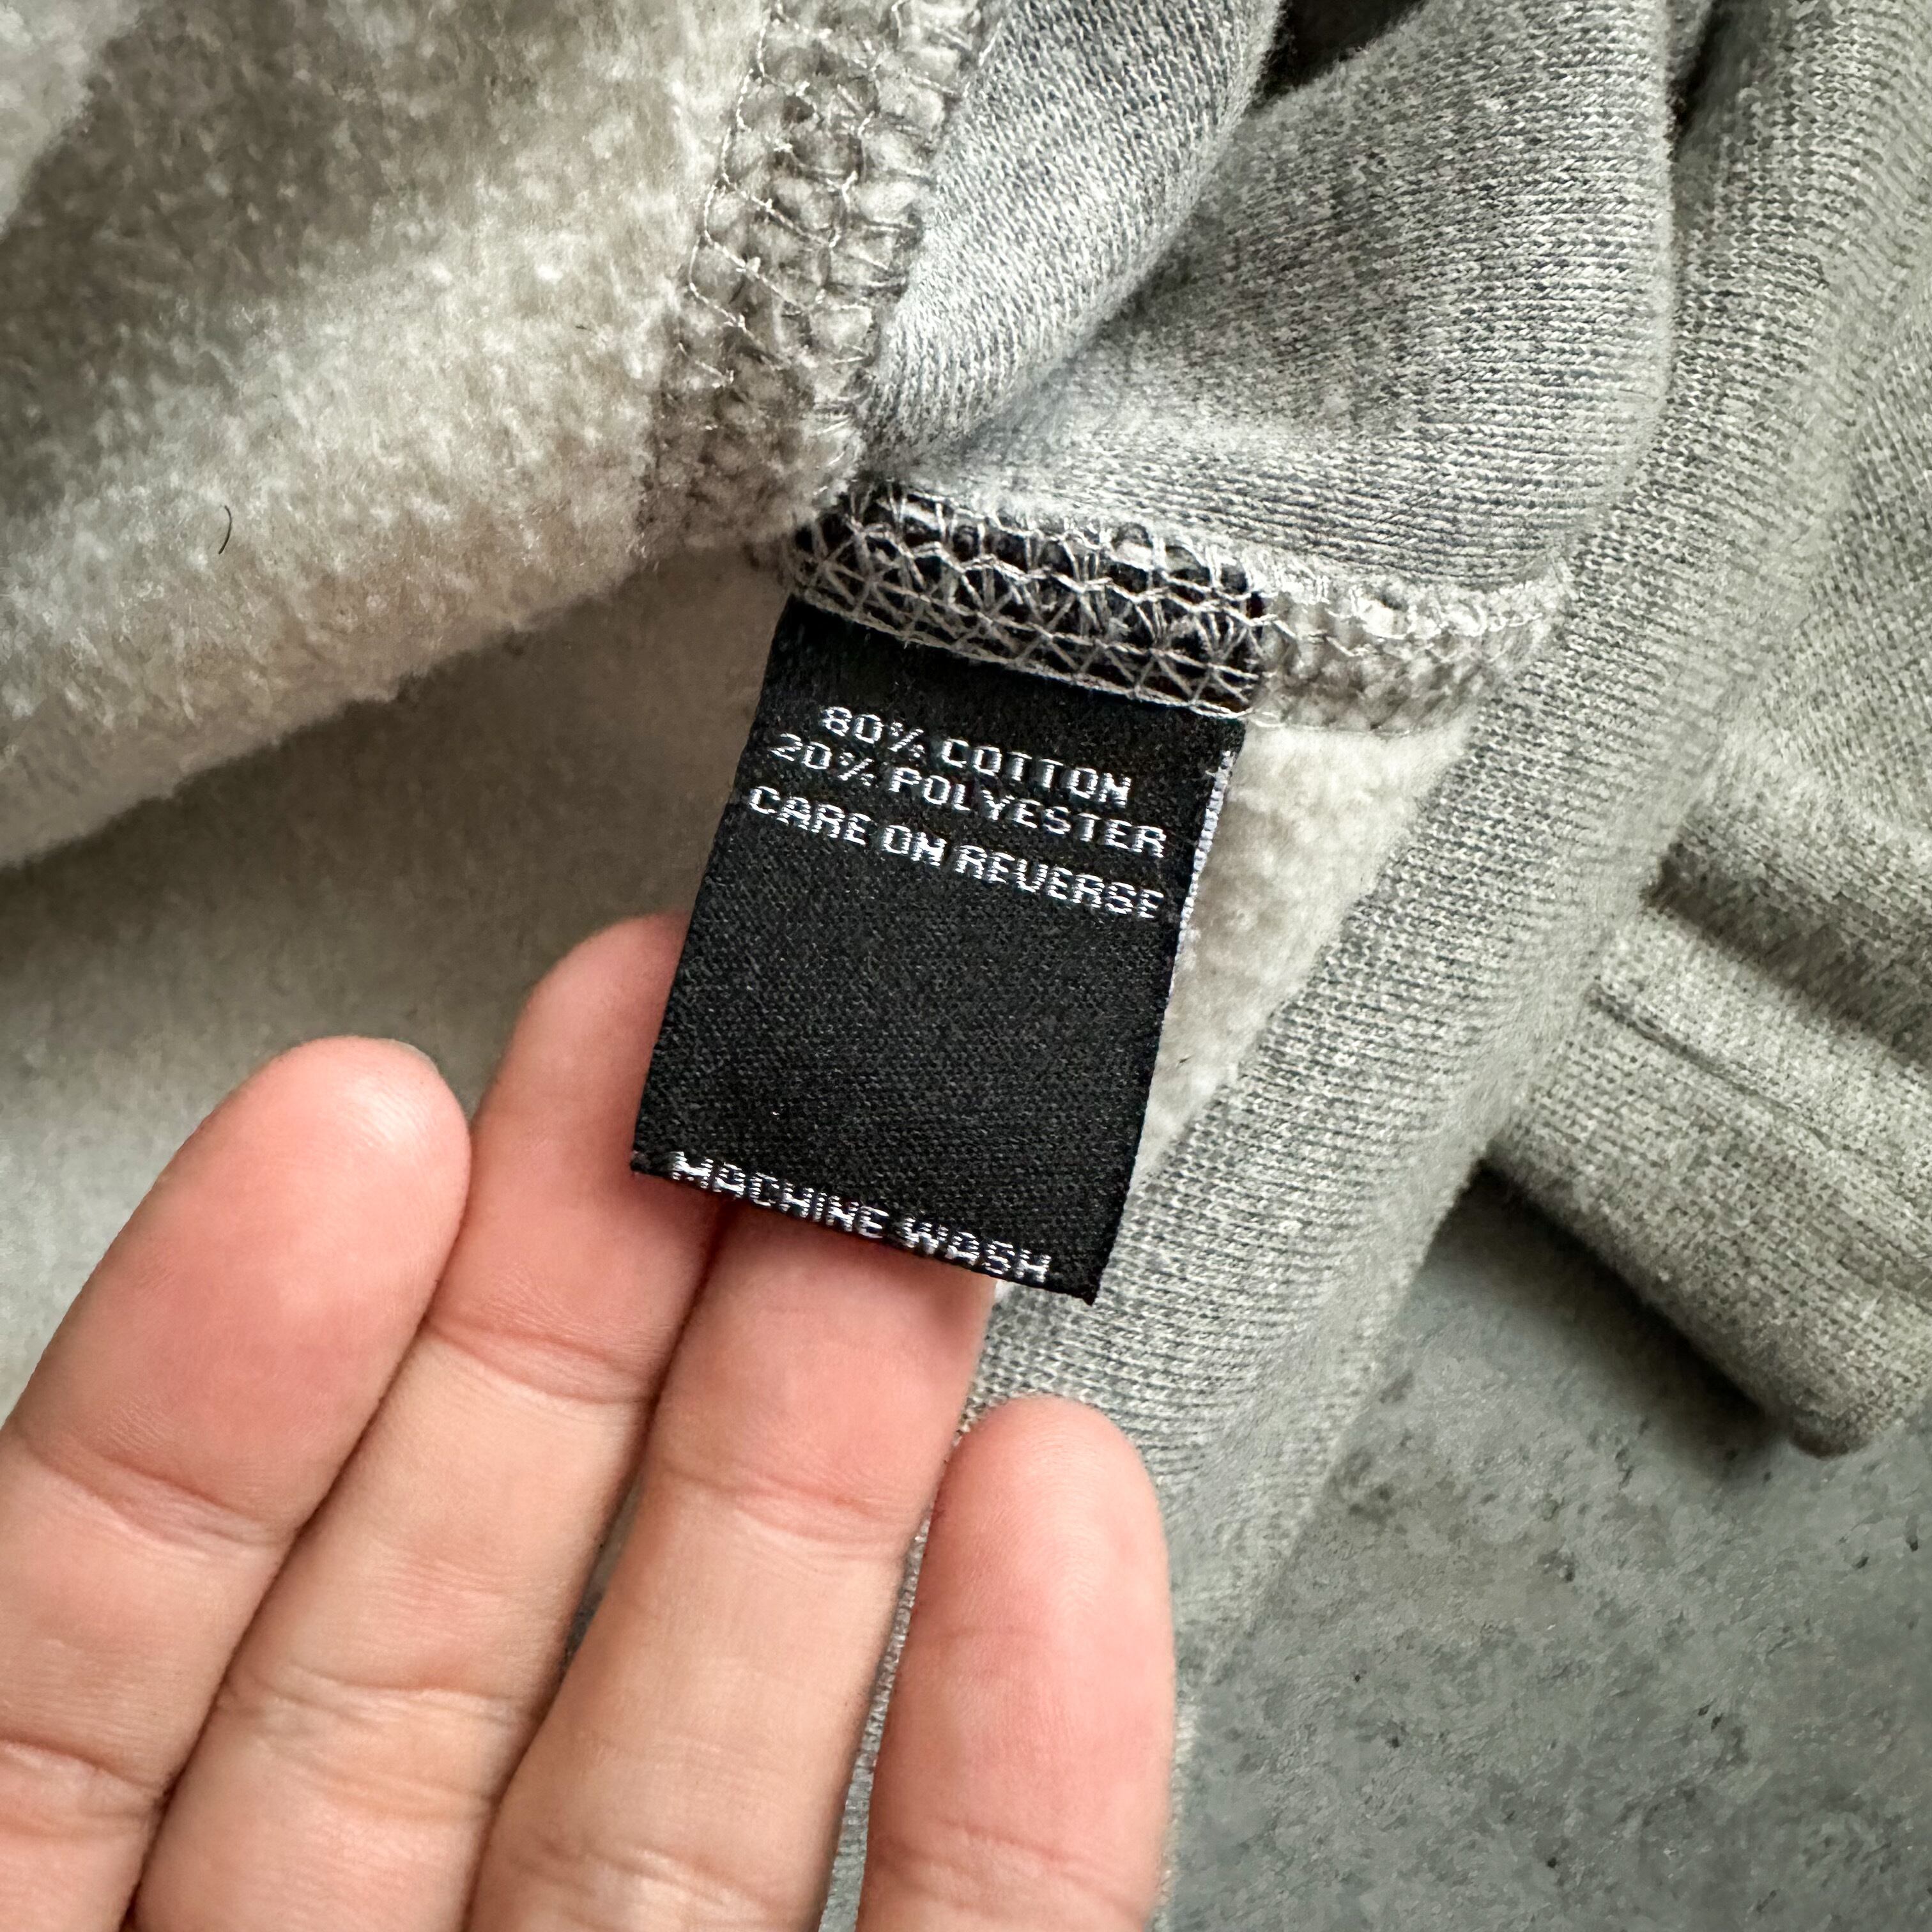 80% COTTON
20% POLYESTER
CARE ON REVERSE
MACHINE WASH